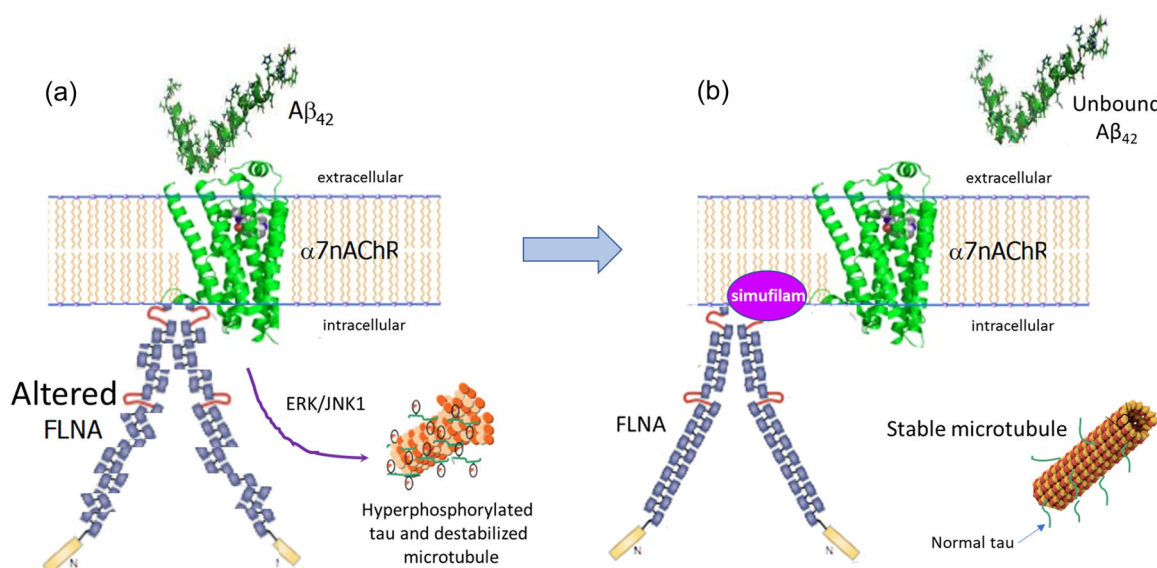 (a)
Aβ42
extracellular
α7nAChR
intracellular
Altered
FLNA
ERK/JNK1
Hyperphosphorylated
tau and destabilized
microtubule
N
N
(b)
Unbound
Aβ42
extracellular
α7nAChR
simufilam
intracellular
FLNA
Stable microtubule
Normal tau
N
N